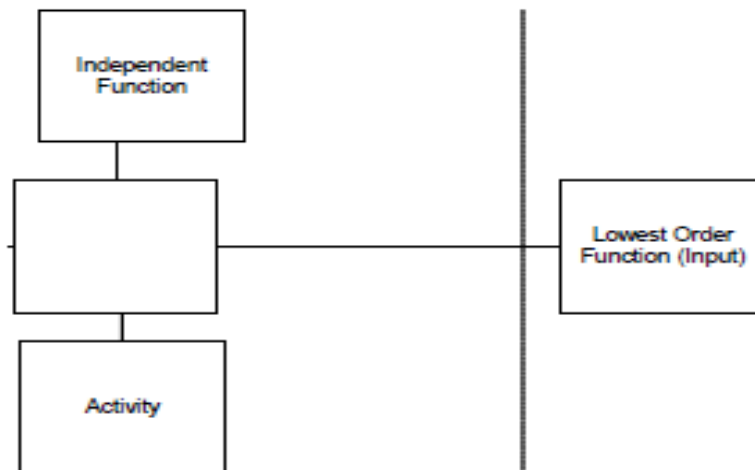 Independent
Function
Lowest Order
Function (Input)
Activity